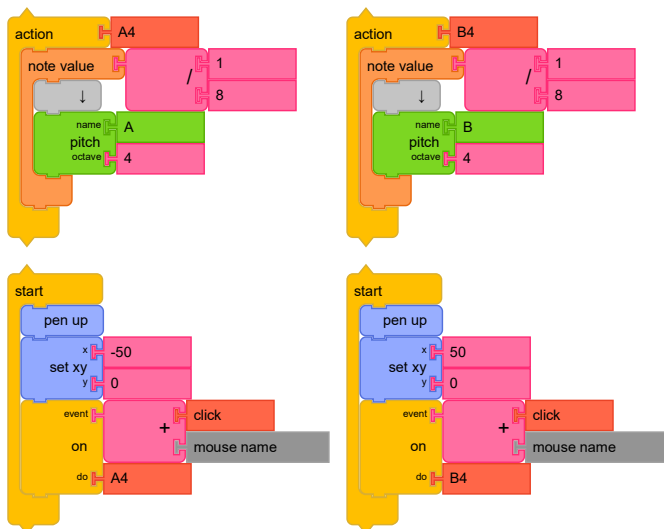 action A4
note value / 1
8
↓
name A
pitch
octave 4
action B4
note value / 1
8
↓
name B
pitch
octave 4
start
pen up
x -50
set xy
y 0
event click
on + mouse name
do A4
start
pen up
x 50
set xy
y 0
event click
on + mouse name
do B4